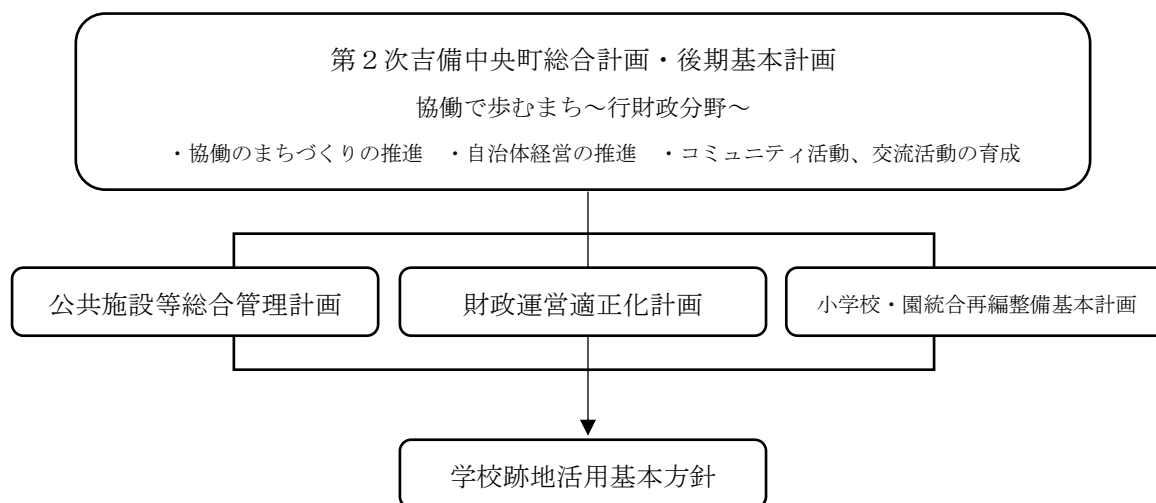 第２次吉備中央町総合計画・後期基本計画
協働で歩むまち～行財政分野～
・協働のまちづくりの推進　・自治体経営の推進　・コミュニティ活動、交流活動の育成
公共施設等総合管理計画
財政運営適正化計画
小学校・園統合再編整備基本計画
学校跡地活用基本方針